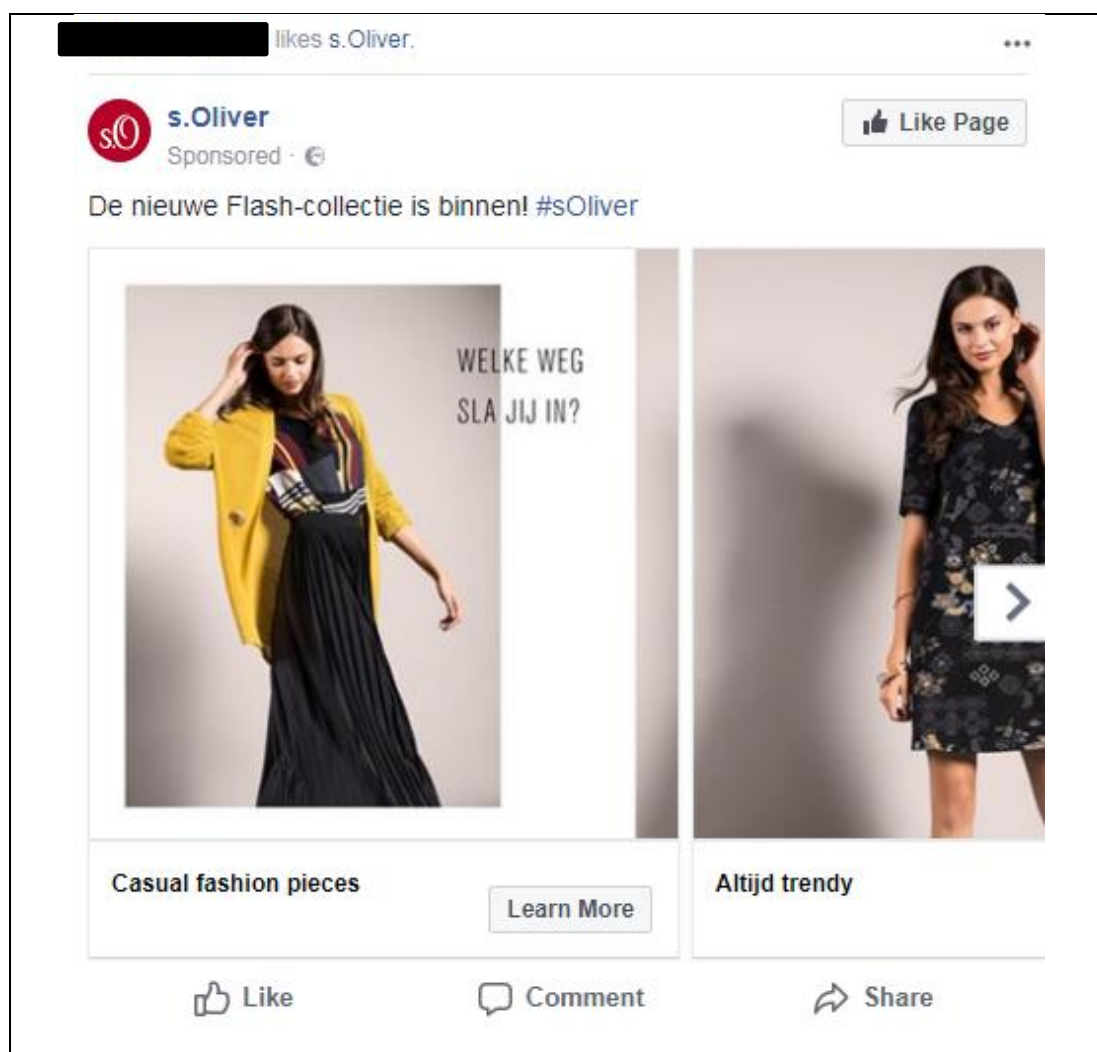 likes s.Oliver.
s.O
s.Oliver
Like Page
Sponsored ·
De nieuwe Flash-collectie is binnen! #sOliver
WELKE WEG
SLA JIJ IN?
Casual fashion pieces
Learn More
Altijd trendy
Like
Comment
Share